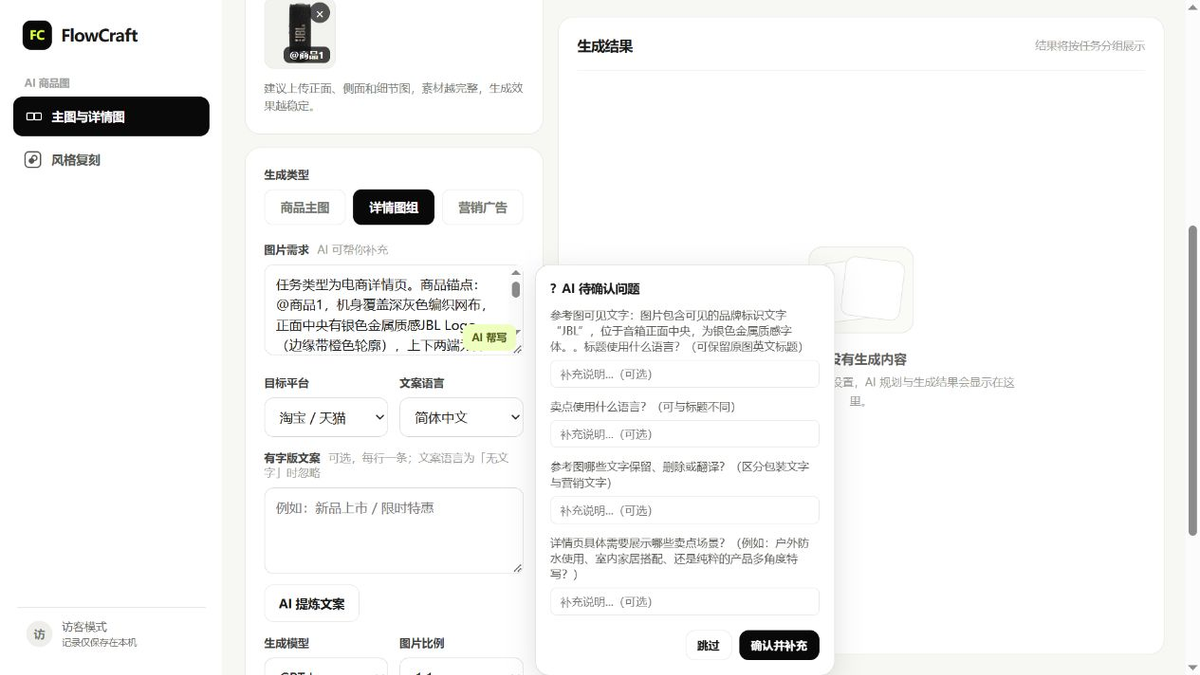 FC FlowCraft
AI 商品图
主图与详情图
风格复刻
访 访客模式
记录仅保存在本机
JBL
@商品1
建议上传正面、侧面和细节图，素材越完整，生成效
果越稳定。
生成类型
商品主图 详情图组 营销广告
图片需求 AI 可帮你补充
任务类型为电商详情页。商品锚点：
@商品1，机身覆盖深灰色编织网布，
正面中央有银色金属质感JBL Logo
（边缘带橙色轮廓），上下两端
AI 帮写
目标平台 文案语言
淘宝 / 天猫 简体中文
有字版文案 可选，每行一条；文案语言为「无文
字」时忽略
例如：新品上市 / 限时特惠
AI 提炼文案
生成模型 图片比例
生成结果 结果将按任务分组展示
没有生成内容
设置，AI 规划与生成结果会显示在这
里。
? AI 待确认问题
参考图可见文字：图片包含可见的品牌标识文字
“JBL”，位于音箱正面中央，为银色金属质感字
体。。标题使用什么语言？（可保留原图英文标题）
补充说明...（可选）
卖点使用什么语言？（可与标题不同）
补充说明...（可选）
参考图哪些文字保留、删除或翻译？（区分包装文字
与营销文字）
补充说明...（可选）
详情页具体需要展示哪些卖点场景？（例如：户外防
水使用、室内家居搭配、还是纯粹的产品多角度特
写？）
补充说明...（可选）
跳过 确认并补充